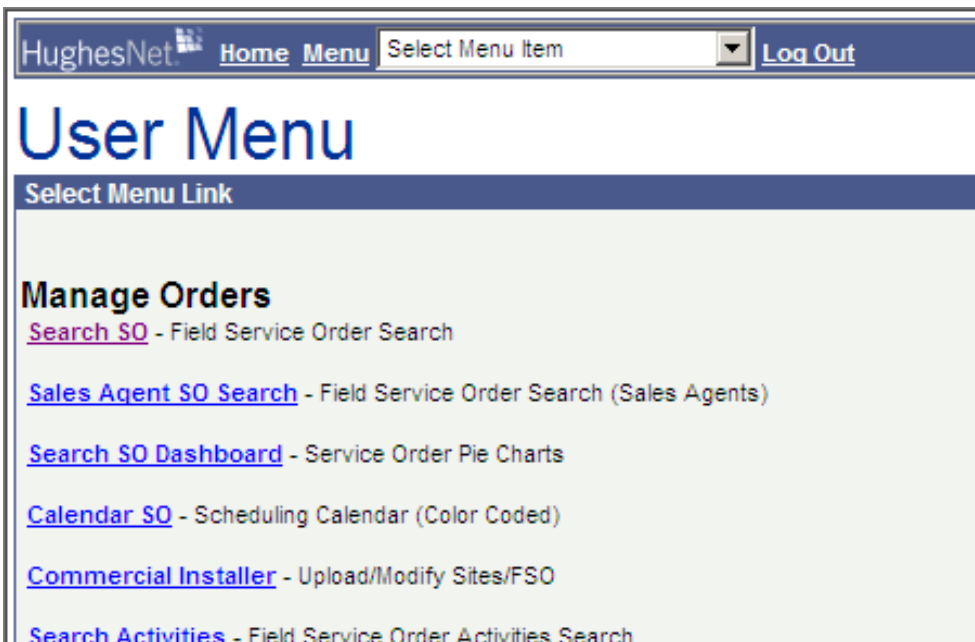 HughesNet. Home Menu Select Menu Item Log Out
User Menu
Select Menu Link
Manage Orders
Search SO - Field Service Order Search
Sales Agent SO Search - Field Service Order Search (Sales Agents)
Search SO Dashboard - Service Order Pie Charts
Calendar SO - Scheduling Calendar (Color Coded)
Commercial Installer - Upload/Modify Sites/FSO
Search Activities - Field Service Order Activities Search